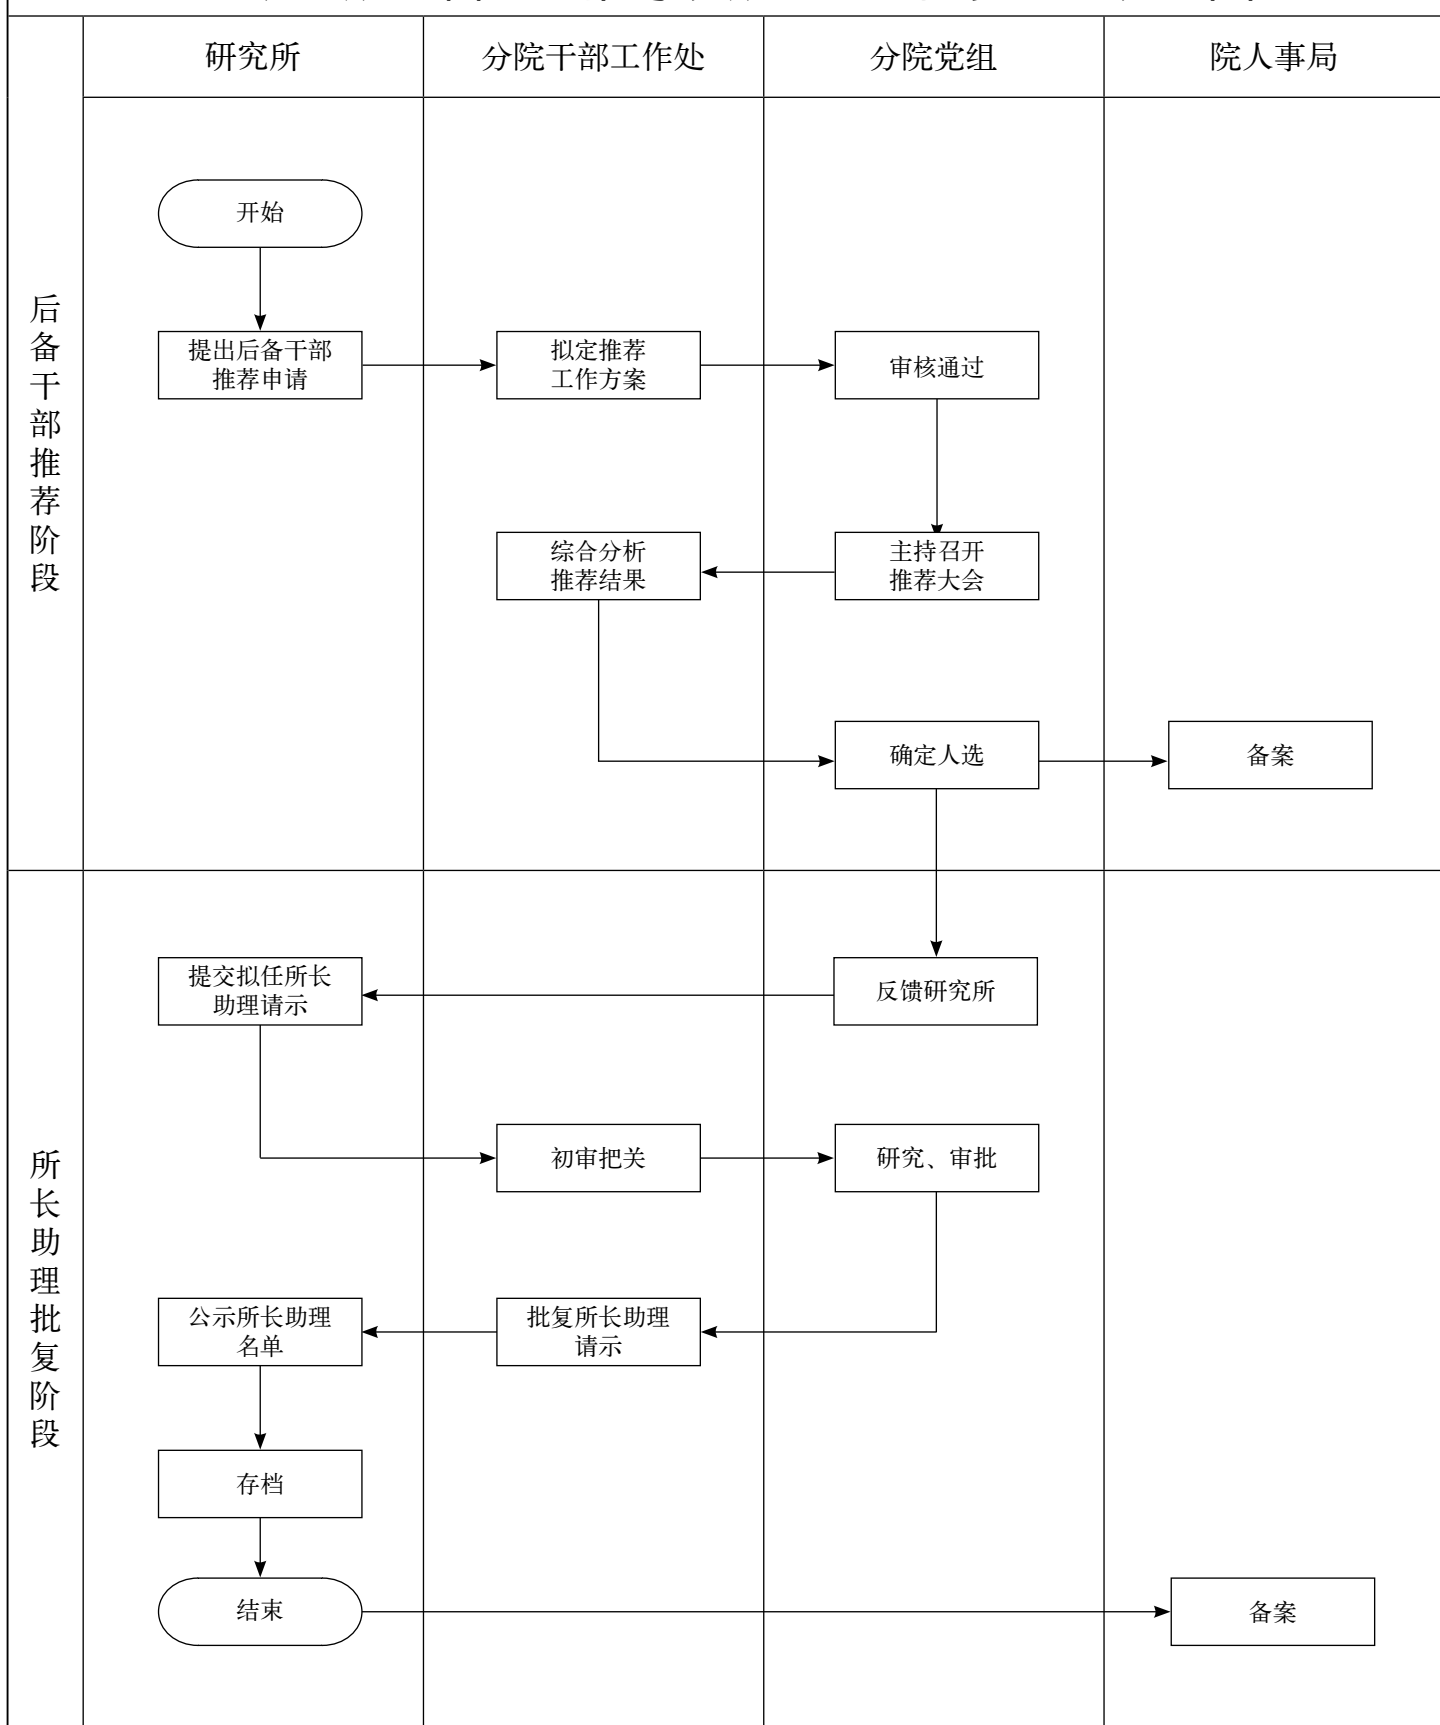 研究所
分院干部工作处
分院党组
院人事局
后备干部推荐阶段
开始
提出后备干部
推荐申请
拟定推荐
工作方案
审核通过
综合分析
推荐结果
主持召开
推荐大会
确定人选
备案
所长助理批复阶段
提交拟任所长
助理请示
反馈研究所
初审把关
研究、审批
公示所长助理
名单
批复所长助理
请示
存档
结束
备案